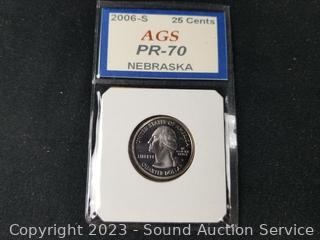 2006-S 25 Cents
AGS
PR-70
NEBRASKA
UNITED STATES OF AMERICA
LIBERTY
QUARTER DOLLAR
Copyright © 2023 - Sound Auction Service